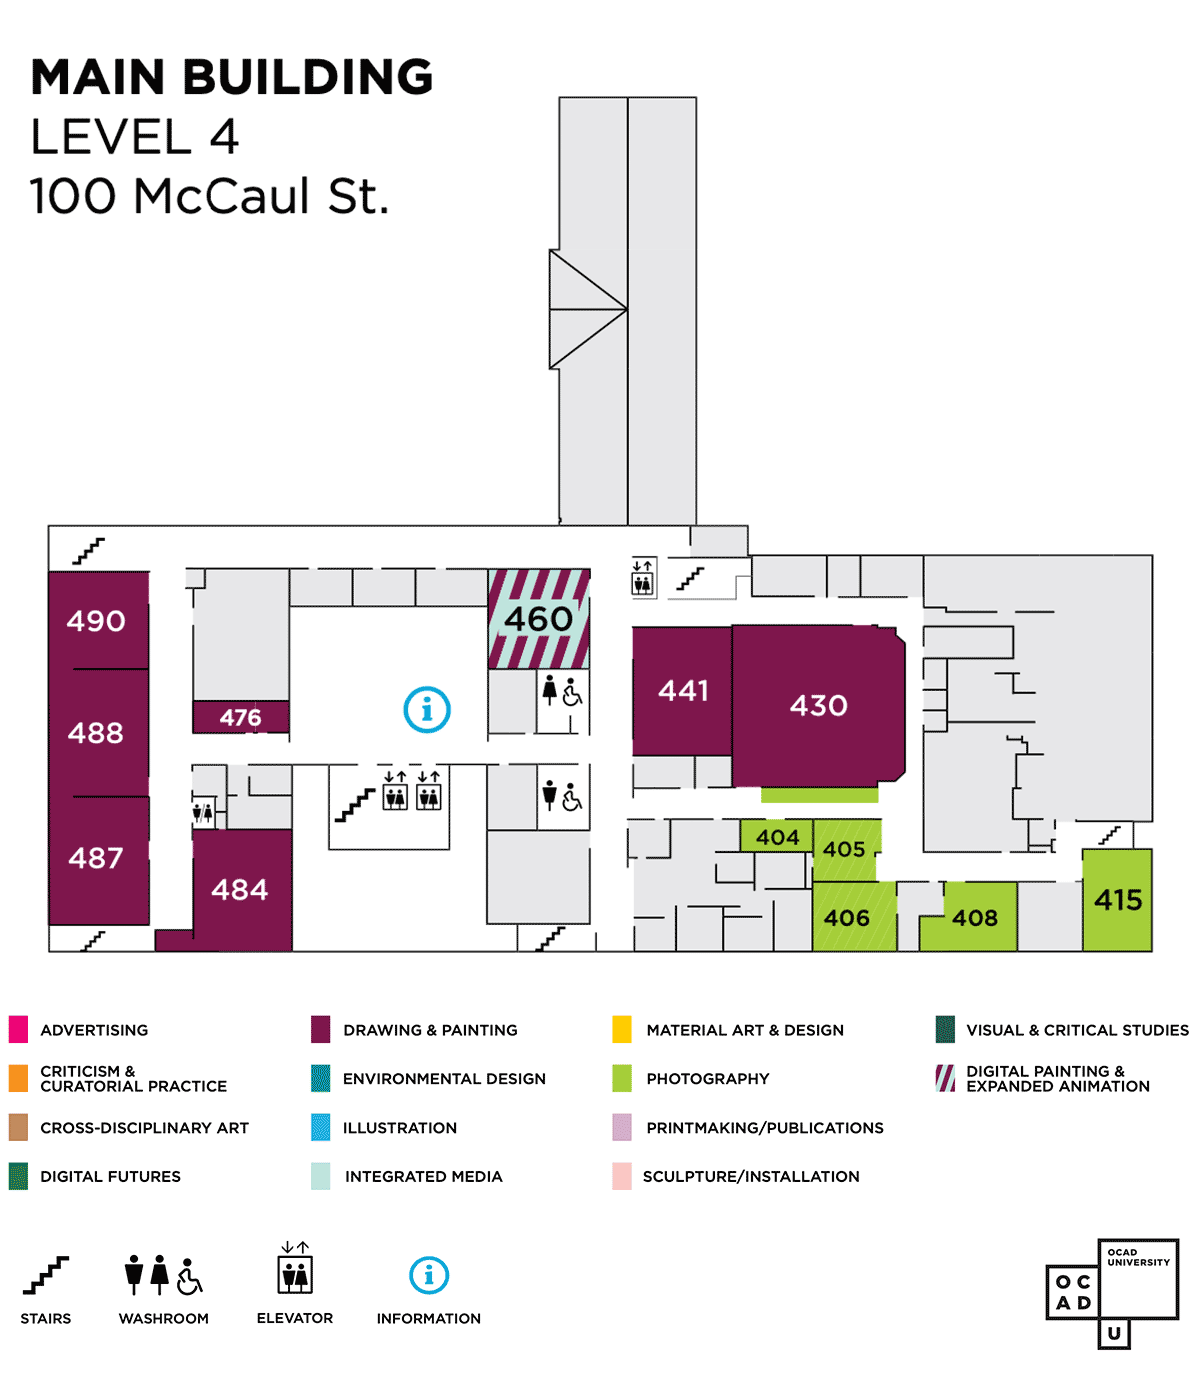 MAIN BUILDING
LEVEL 4
100 McCaul St.
490
460
441
430
476
488
487
484
404
405
406
408
415
ADVERTISING
CRITICISM &
CURATORIAL PRACTICE
CROSS-DISCIPLINARY ART
DIGITAL FUTURES
DRAWING & PAINTING
ENVIRONMENTAL DESIGN
ILLUSTRATION
INTEGRATED MEDIA
MATERIAL ART & DESIGN
PHOTOGRAPHY
PRINTMAKING/PUBLICATIONS
SCULPTURE/INSTALLATION
VISUAL & CRITICAL STUDIES
DIGITAL PAINTING &
EXPANDED ANIMATION
STAIRS
WASHROOM
ELEVATOR
INFORMATION
OCAD
UNIVERSITY
O C
A D
U